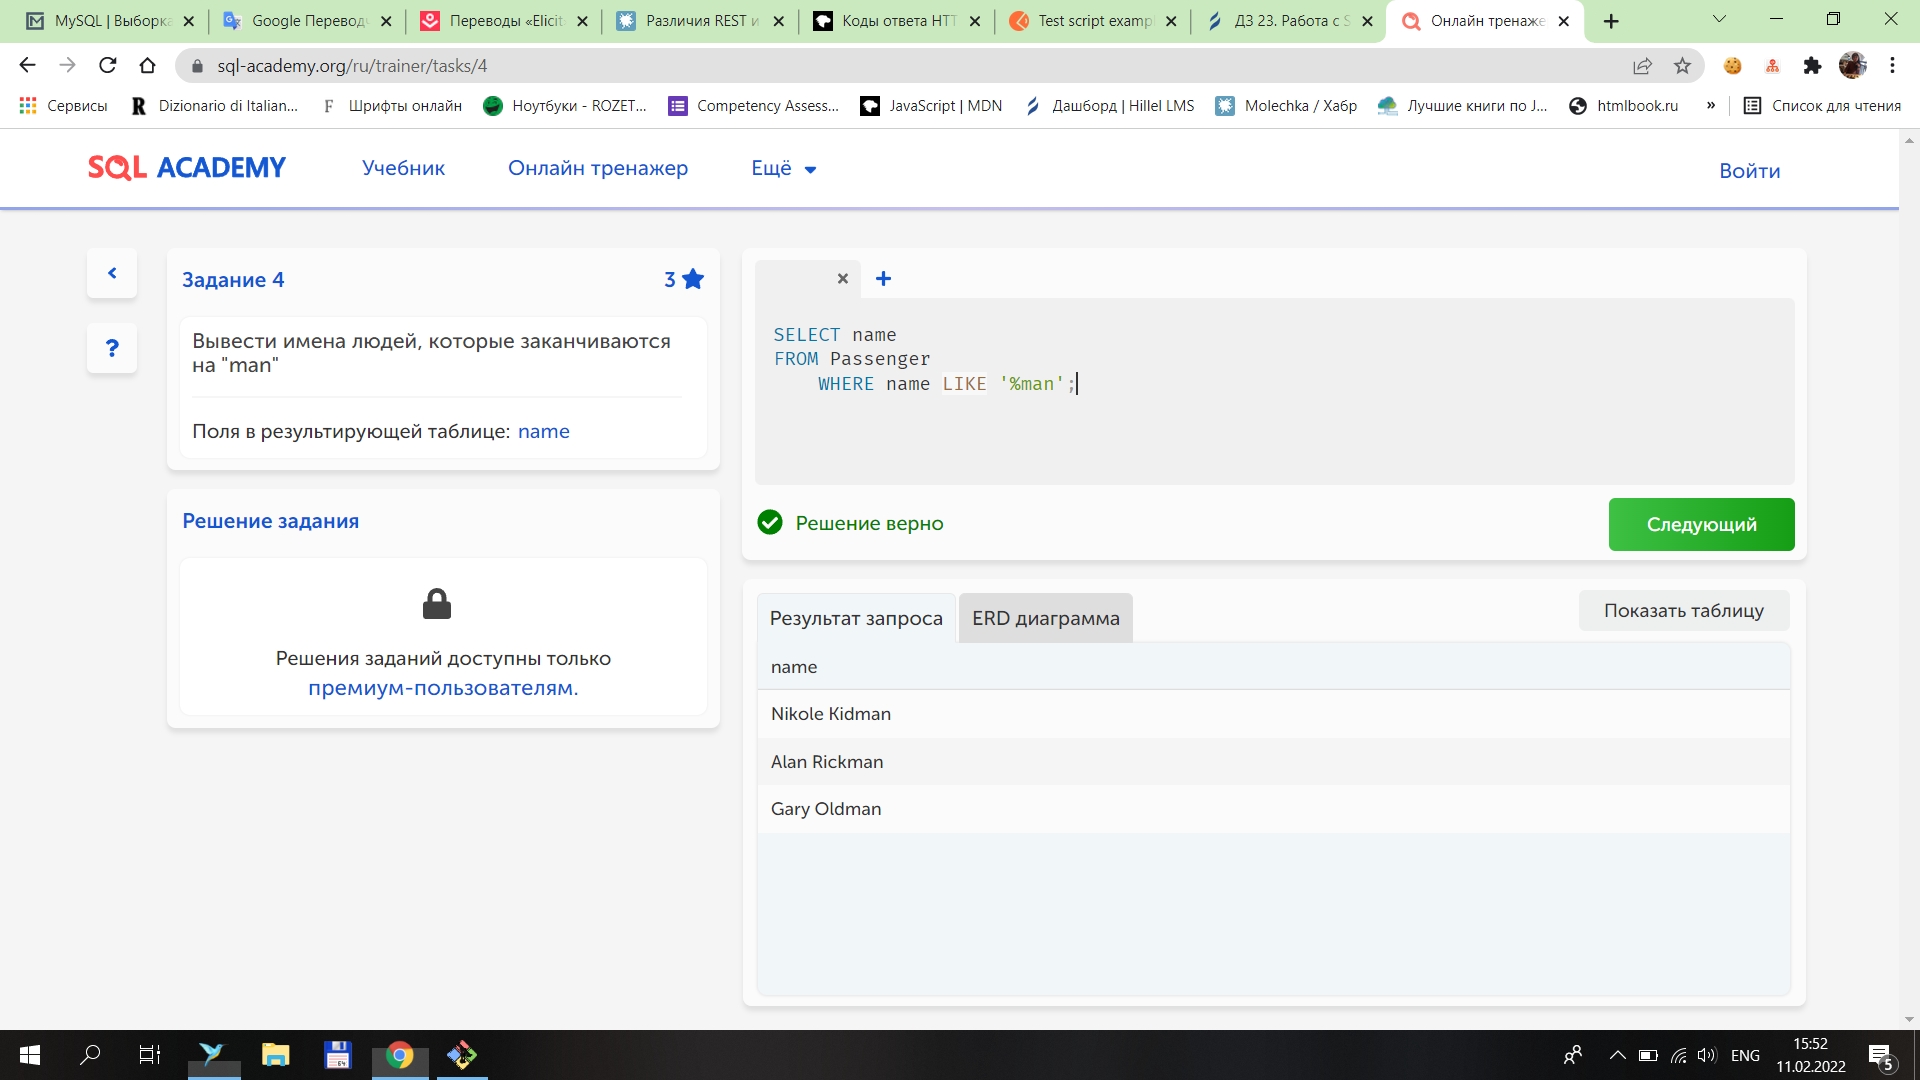 MySQL | Выборка
Google Перевод
Переводы «Elicit
Различия REST и
Коды ответа HTT
Test script examp
ДЗ 23. Работа с S
Онлайн тренаже
sql-academy.org/ru/trainer/tasks/4
Сервисы
Dizionario di Italian...
Шрифты онлайн
Ноутбуки - ROZET...
Competency Assess...
JavaScript | MDN
Дашборд | Hillel LMS
Molechka / Хабр
Лучшие книги по J...
htmlbook.ru
»
Список для чтения
SQL ACADEMY
Учебник
Онлайн тренажер
Ещё
Войти
Задание 4
3
Вывести имена людей, которые заканчиваются
на "man"
Поля в результирующей таблице: name
?
Решение задания
Решения заданий доступны только
премиум-пользователям.
SELECT name
FROM Passenger
WHERE name LIKE '%man';
Решение верно
Следующий
Результат запроса
ERD диаграмма
Показать таблицу
name
Nikole Kidman
Alan Rickman
Gary Oldman
64
ENG
15:52
11.02.2022
5